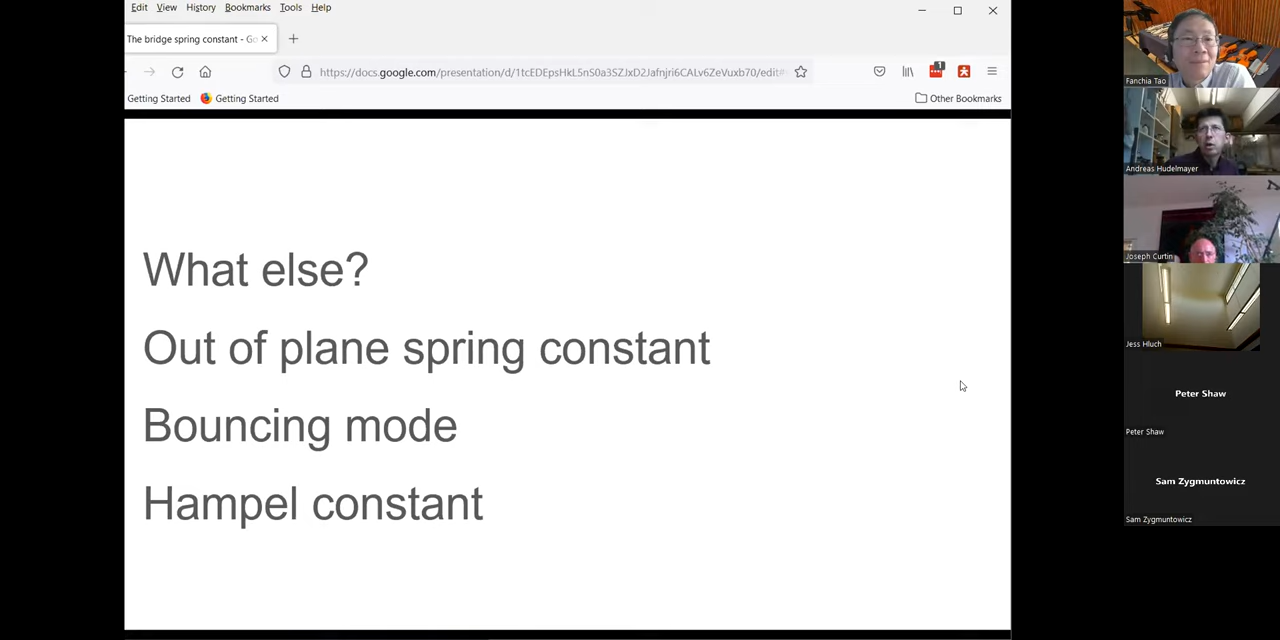 Edit View History Bookmarks Tools Help
The bridge spring constant - Go
https://docs.google.com/presentation/d/1tcEDEpsHkL5nS0a3SZJxD2Jafnjri6CALv6ZeVuxb70/edit#
1
Getting Started Getting Started Other Bookmarks
What else?
Out of plane spring constant
Bouncing mode
Hampel constant
Fanchia Tao
Andreas Hudelmayer
Joseph Curtin
Jess Hluch
Peter Shaw
Peter Shaw
Sam Zygmuntowicz
Sam Zygmuntowicz